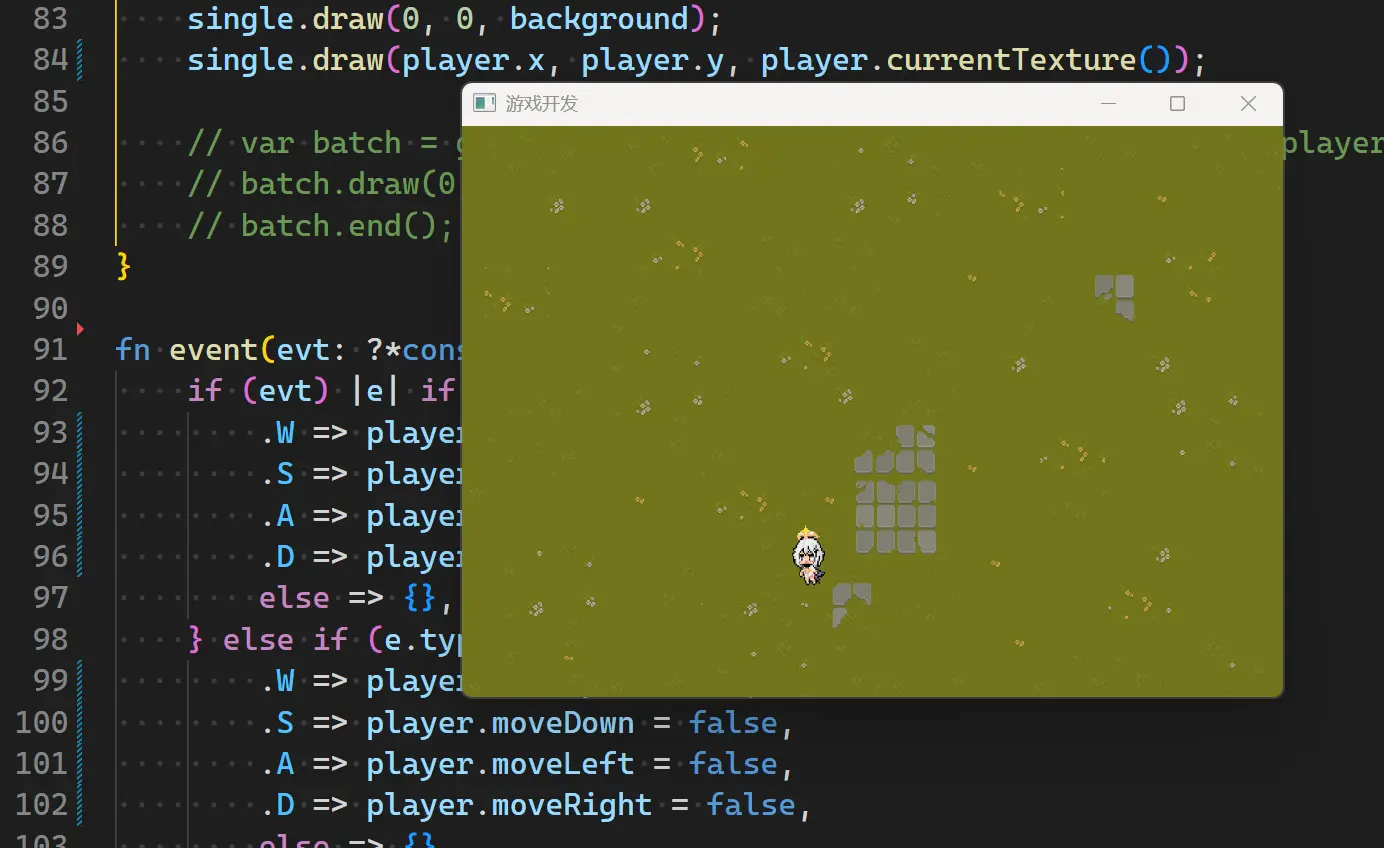 83 single.draw(0, 0, background);
84 single.draw(player.x, player.y, player.currentTexture());
85
游戏开发
86 // var batch = player
87 // batch.draw(0
88 // batch.end();
89 }
90
91 fn event(evt: ?*cons
92 if (evt) |e| if
93 .W => player
94 .S => player
95 .A => player
96 .D => player
97 else => {},
98 } else if (e.typ
99 .W => player
100 .S => player.moveDown = false,
101 .A => player.moveLeft = false,
102 .D => player.moveRight = false,
103 else => {}